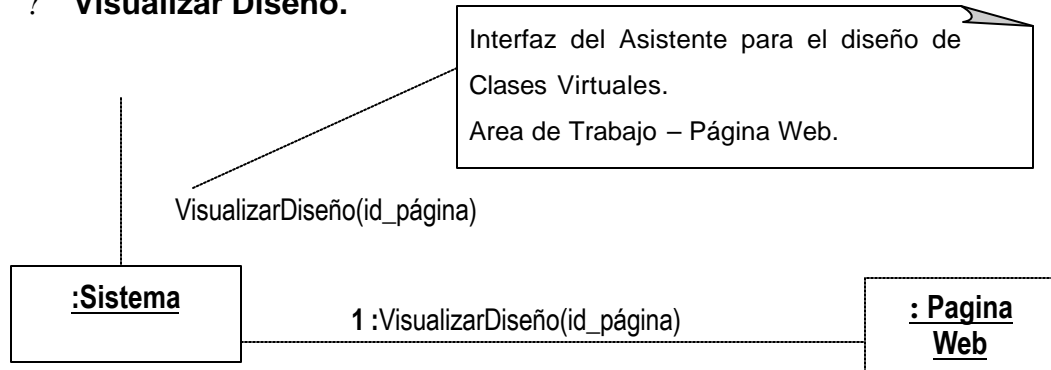 ? Visualizar Diseño.
Interfaz del Asistente para el diseño de
Clases Virtuales.
Area de Trabajo – Página Web.
VisualizarDiseño(id_página)
:Sistema
1 :VisualizarDiseño(id_página)
: Pagina
Web